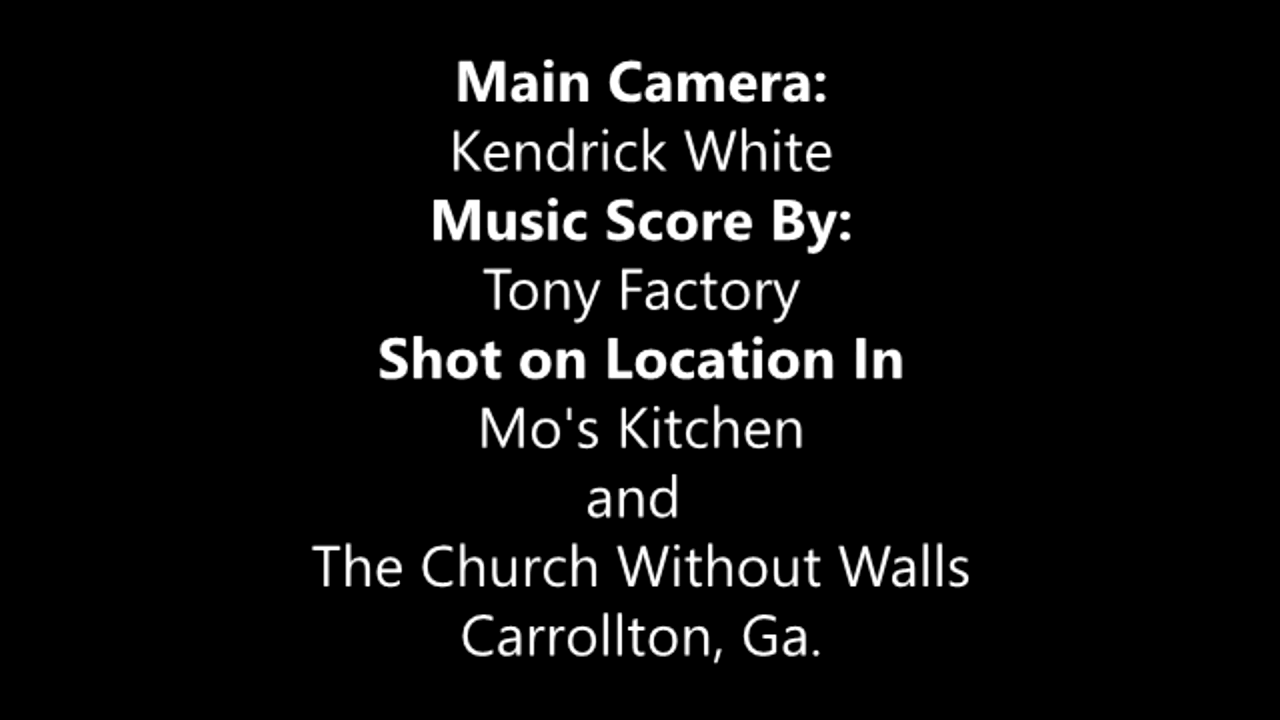 Main Camera:
Kendrick White
Music Score By:
Tony Factory
Shot on Location In
Mo's Kitchen
and
The Church Without Walls
Carrollton, Ga.